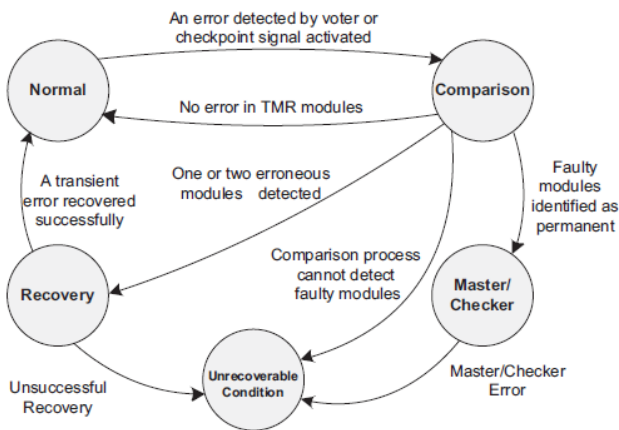 An error detected by voter or
checkpoint signal activated
Normal
Comparison
No error in TMR modules
One or two erroneous
modules detected
A transient
error recovered
successfully
Faulty
modules
identified as
permanent
Comparison process
cannot detect
faulty modules
Recovery
Master/
Checker
Unsuccessful
Recovery
Unrecoverable
Condition
Master/Checker
Error